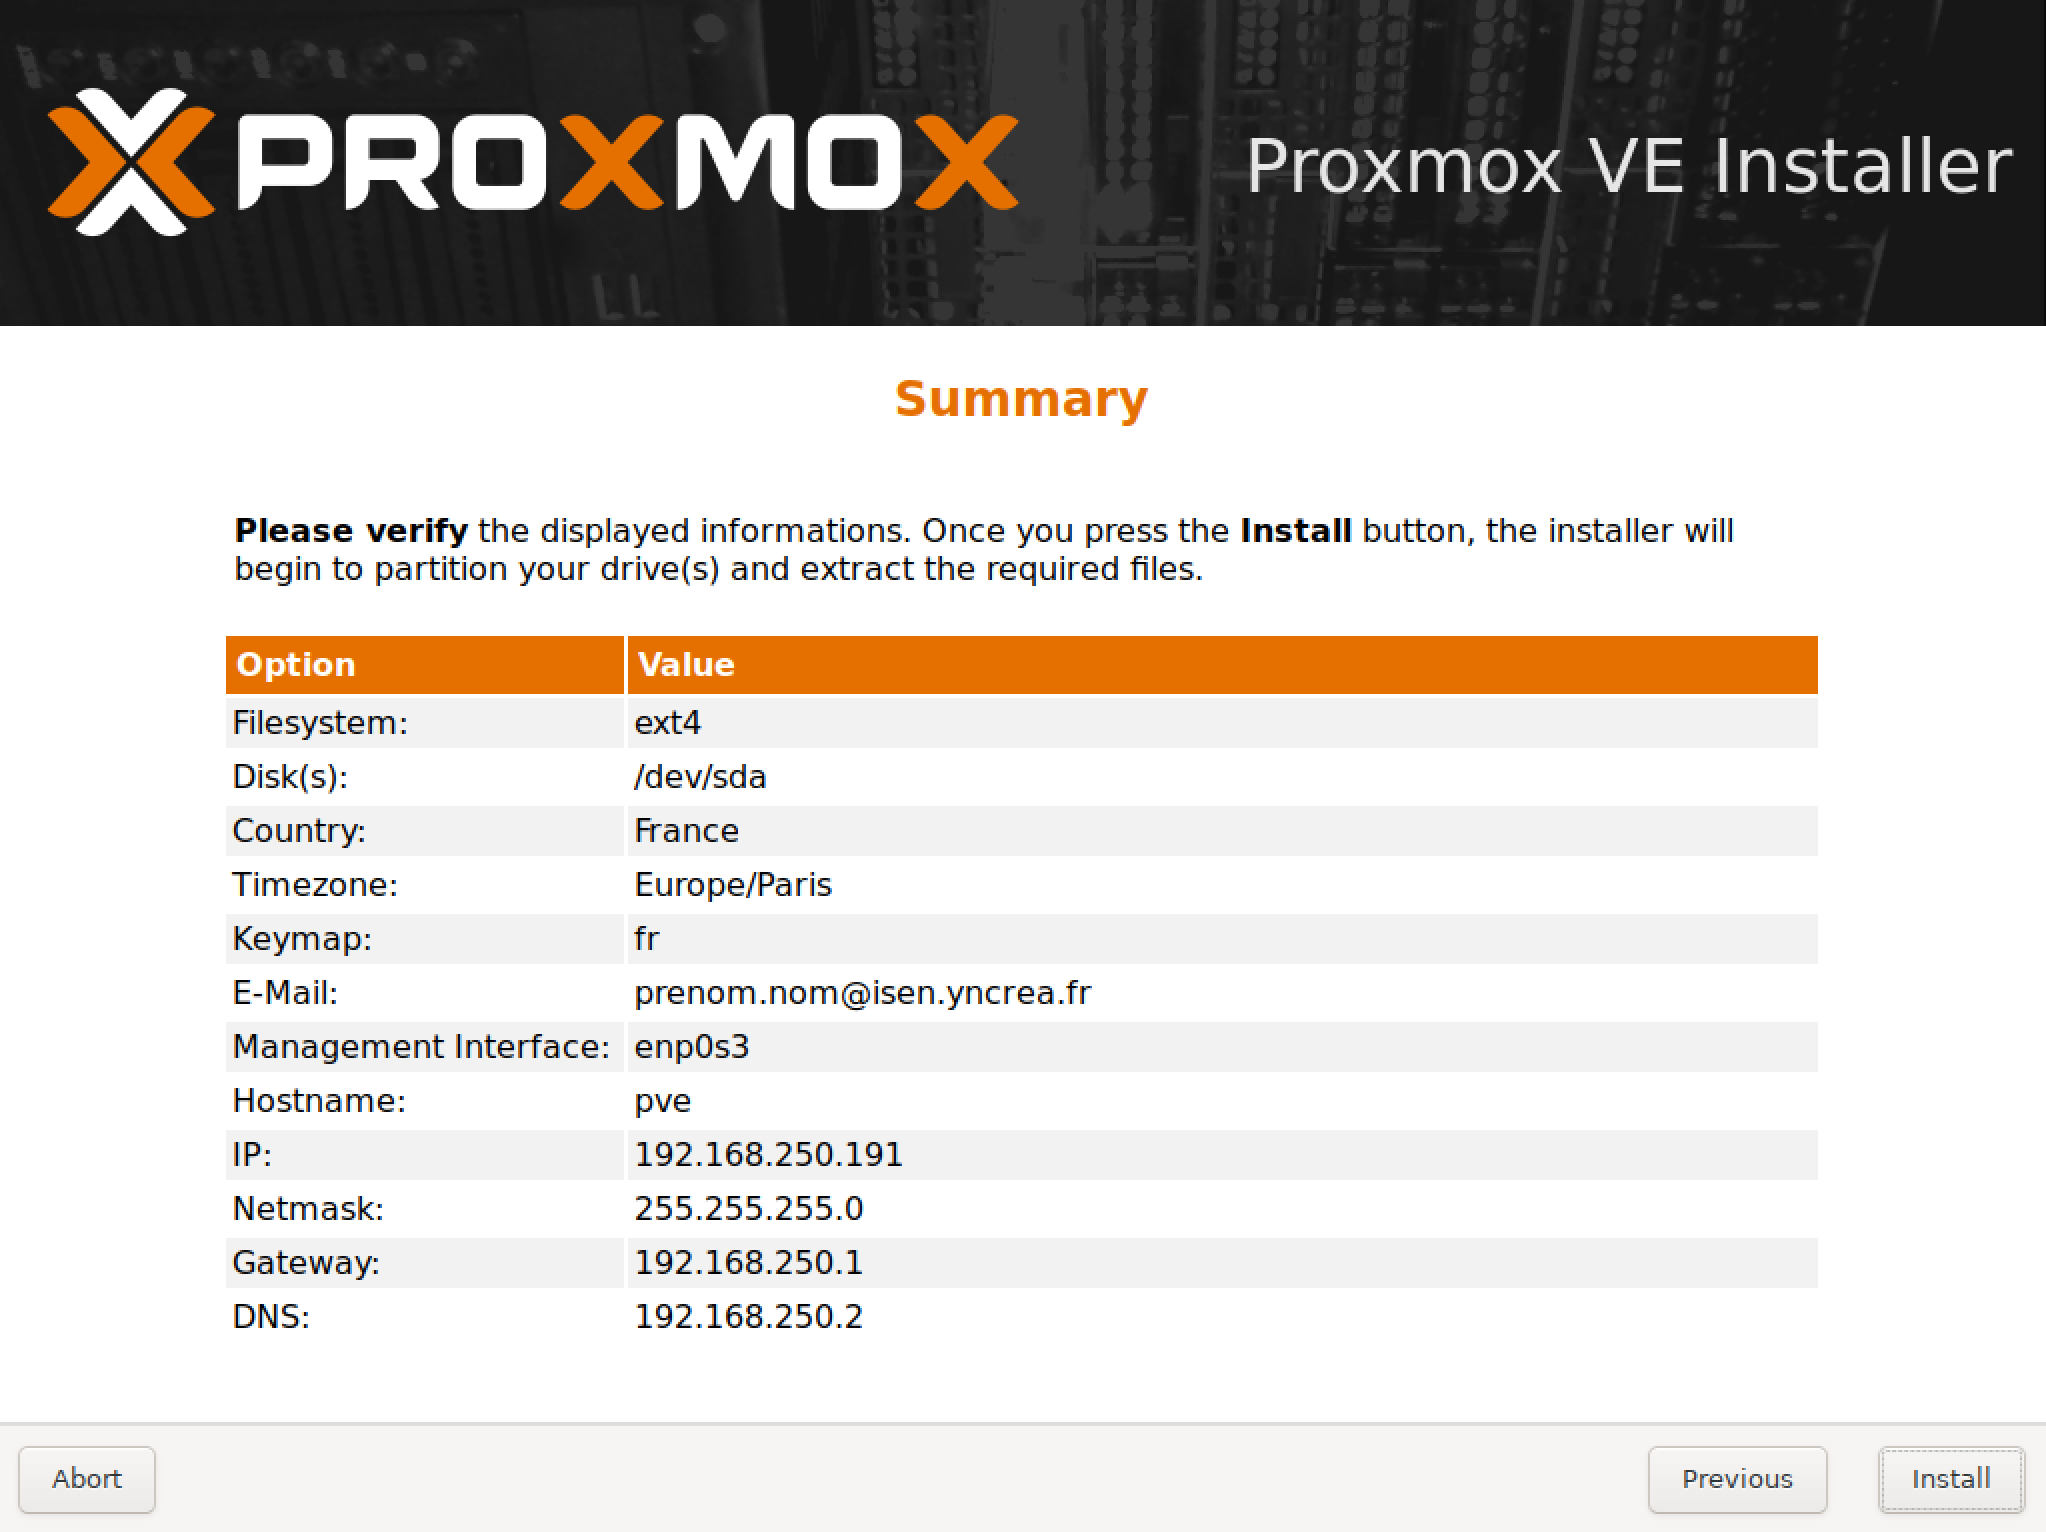 PROXMOX
Proxmox VE Installer
Summary
Please verify the displayed informations. Once you press the Install button, the installer will
begin to partition your drive(s) and extract the required files.
Option Value
Filesystem: ext4
Disk(s): /dev/sda
Country: France
Timezone: Europe/Paris
Keymap: fr
E-Mail: prenom.nom@isen.yncrea.fr
Management Interface: enp0s3
Hostname: pve
IP: 192.168.250.191
Netmask: 255.255.255.0
Gateway: 192.168.250.1
DNS: 192.168.250.2
Abort Previous Install